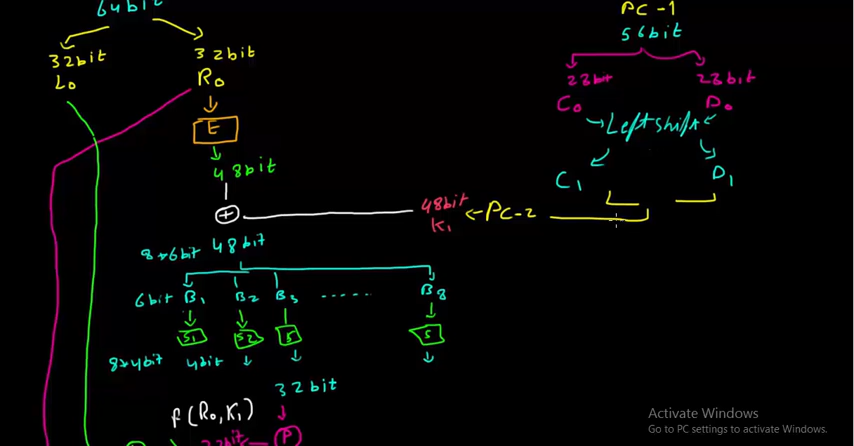 64bit
PC-1
56bit
32bit 32bit
L0 R0
28bit 28bit
C0 D0
E
Left shift
48bit
C1 D1
+
48bit
K1
PC-2
8*6bit 48bit
6bit B1 B2 B3 ...... B8
S1 S2 S S
8*4bit 4bit
32bit
f(R0,K1)
P
32bit
Activate Windows
Go to PC settings to activate Windows.